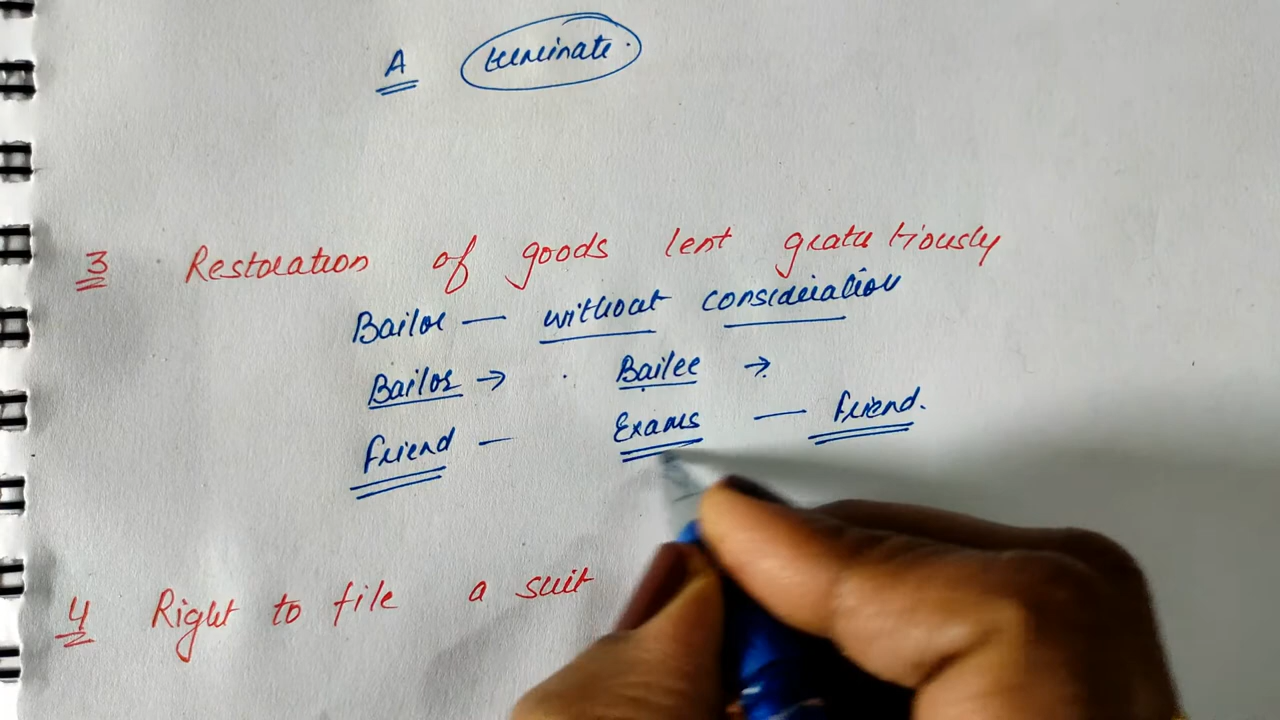 A terminate.
3 Restoration of goods lent gratuitiously
Bailor — without consideration
Bailor → Bailee →
Friend — Exams — Friend.
4 Right to file a suit